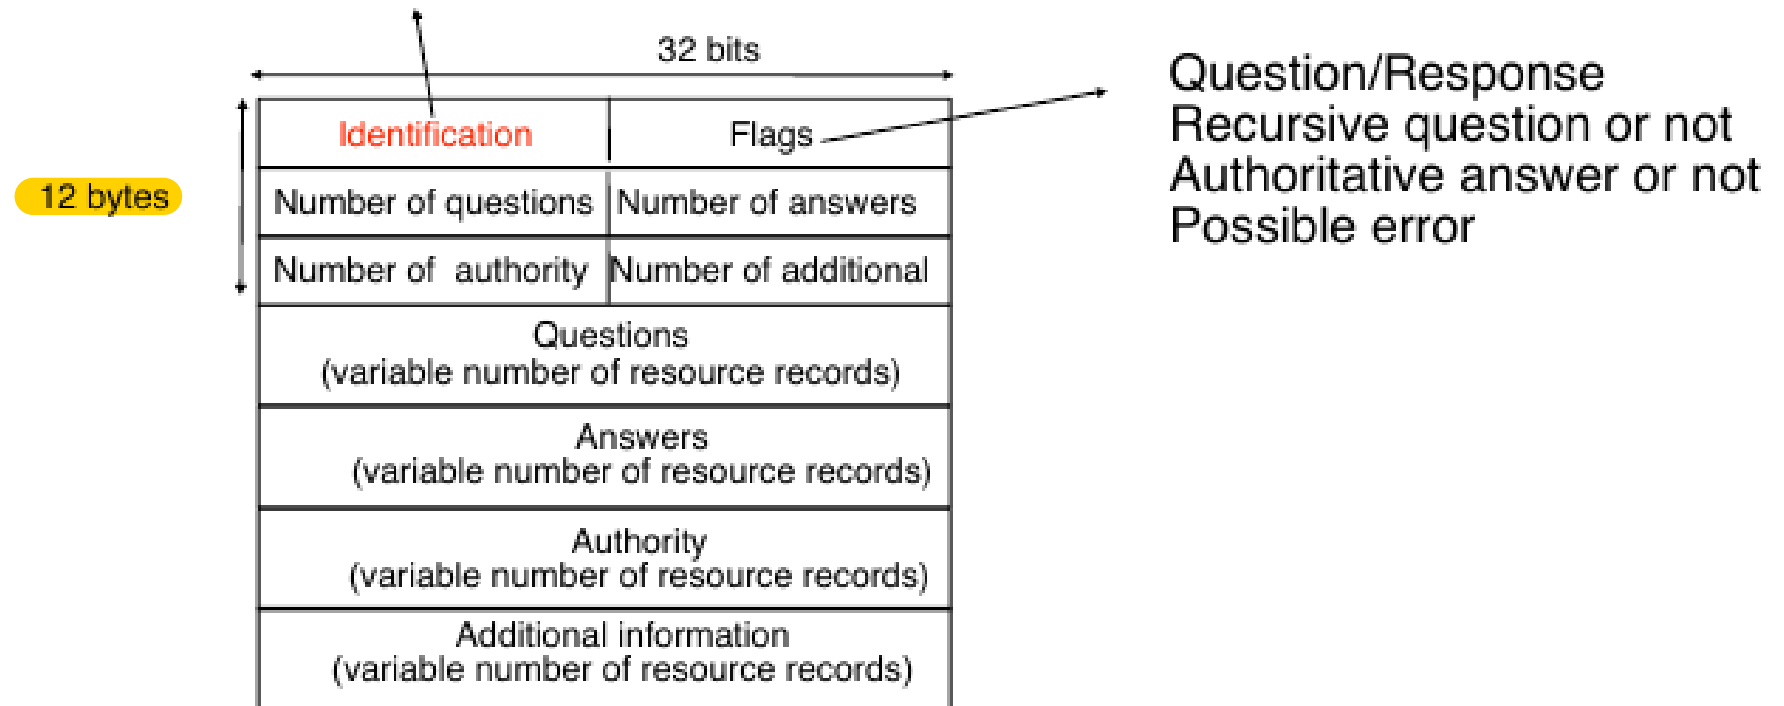 32 bits
Question/Response
Recursive question or not
Authoritative answer or not
Possible error
Identification
Flags
12 bytes
Number of questions
Number of answers
Number of authority
Number of additional
Questions
(variable number of resource records)
Answers
(variable number of resource records)
Authority
(variable number of resource records)
Additional information
(variable number of resource records)